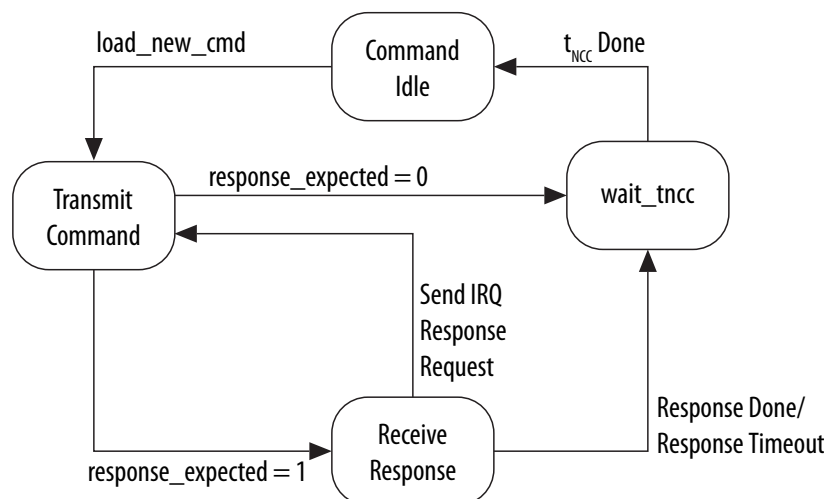 load_new_cmd
Command
Idle
tNCC Done
Transmit
Command
response_expected = 0
wait_tncc
Send IRQ
Response
Request
Response Done/
Response Timeout
Receive
Response
response_expected = 1